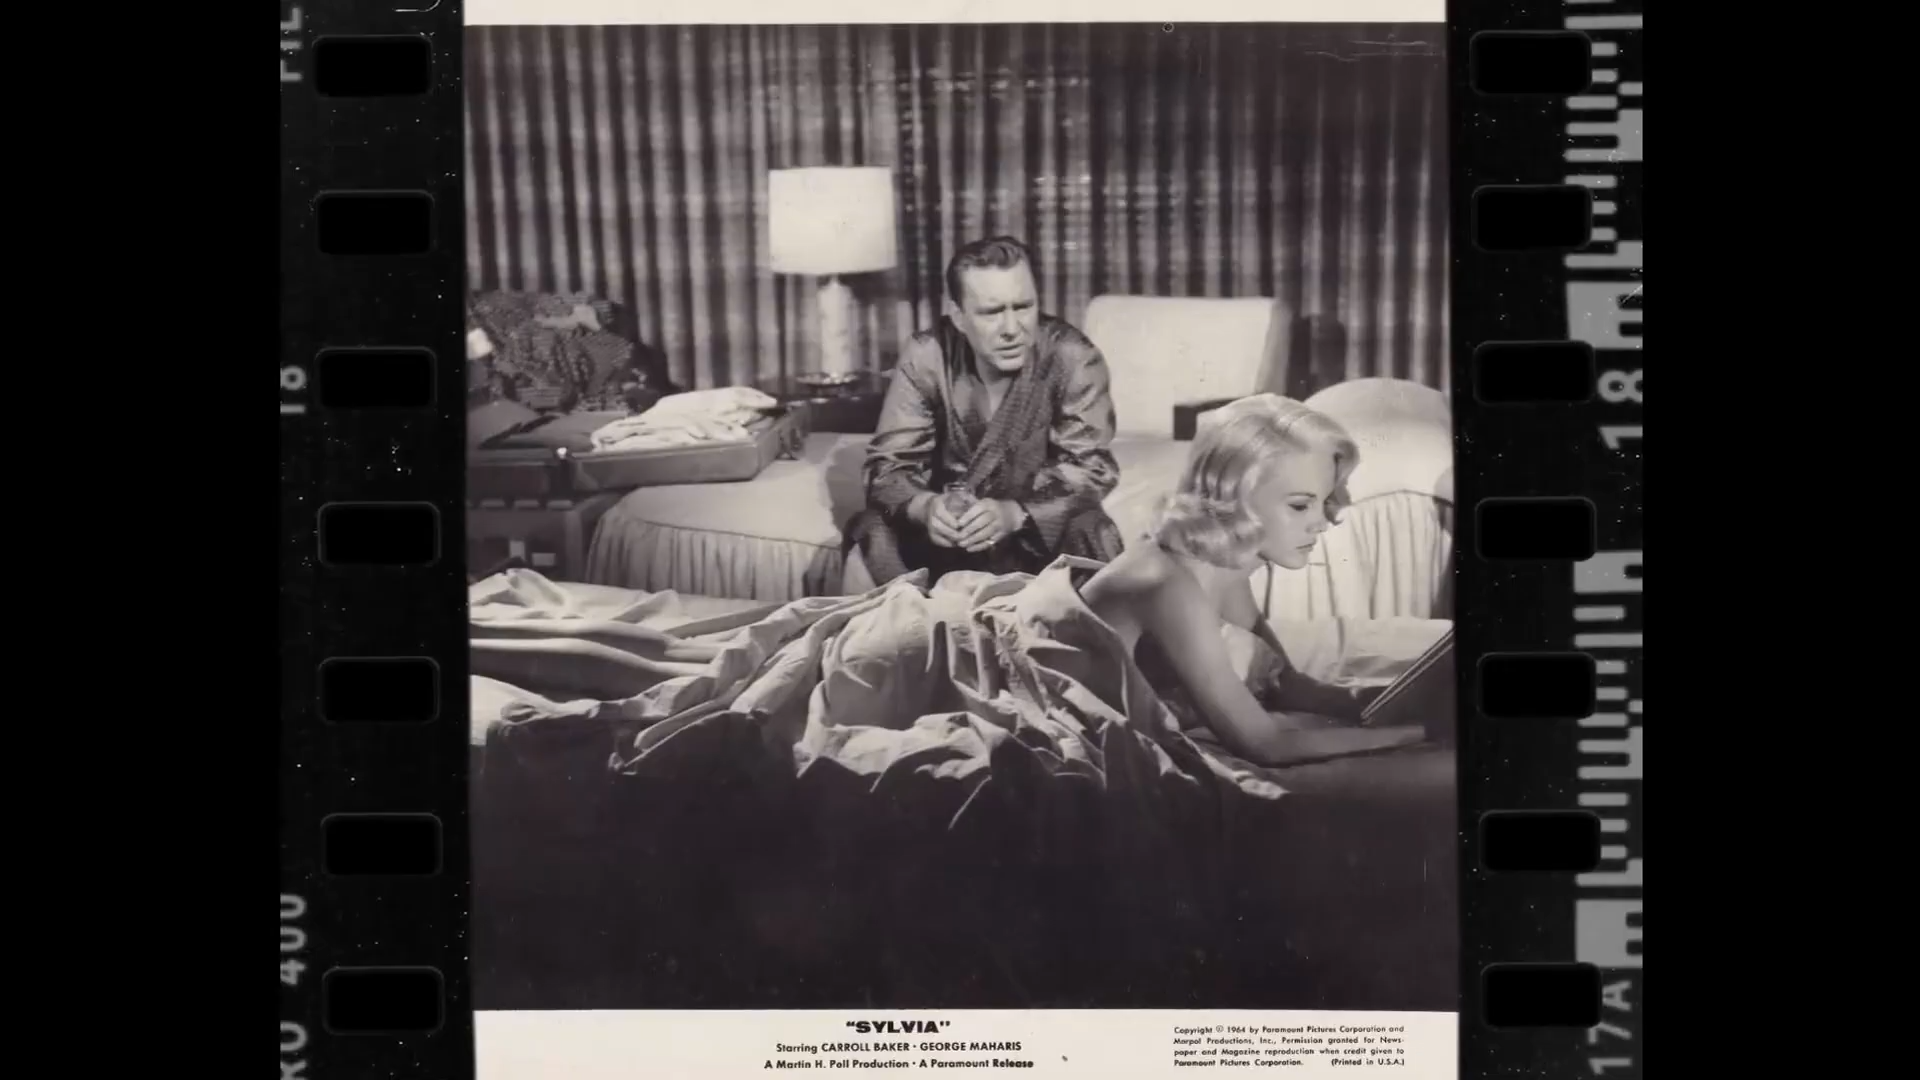 "SYLVIA"
Starring CARROLL BAKER · GEORGE MAHARIS
A Martin H. Poll Production · A Paramount Release
Copyright © 1964 by Paramount Pictures Corporation and
Marpol Productions, Inc., Permission granted for News-
paper and Magazine reproduction when credit given to
Paramount Pictures Corporation. (Printed in U.S.A.)
18
400
18
17A